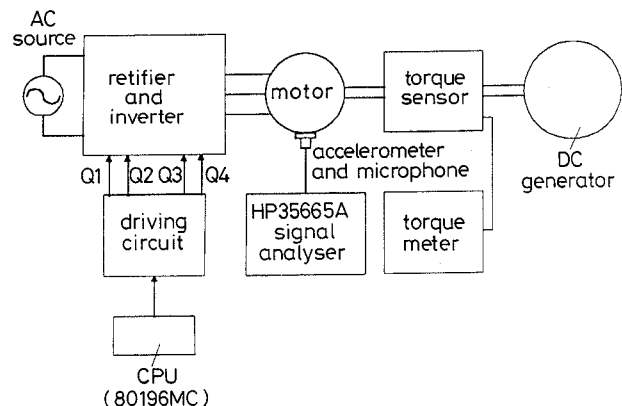 AC
source
retifier
and
inverter
motor
torque
sensor
DC
generator
accelerometer
and microphone
Q1 Q2 Q3 Q4
driving
circuit
HP35665A
signal
analyser
torque
meter
CPU
(80196MC)